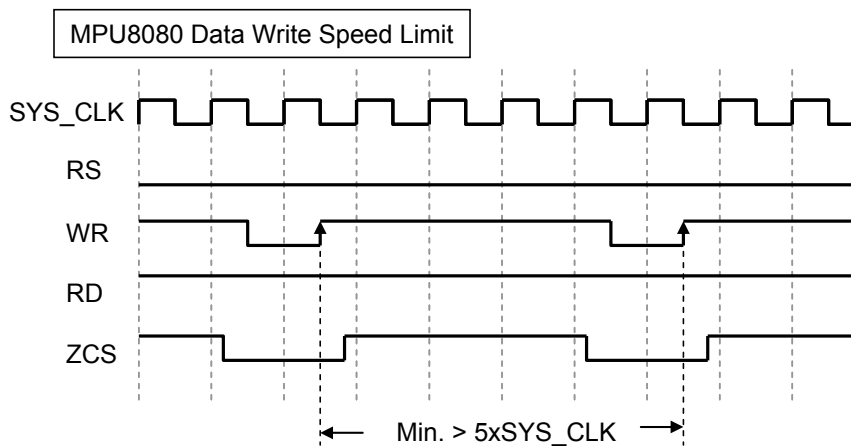 MPU8080 Data Write Speed Limit
SYS_CLK
RS
WR
RD
ZCS
Min. > 5xSYS_CLK